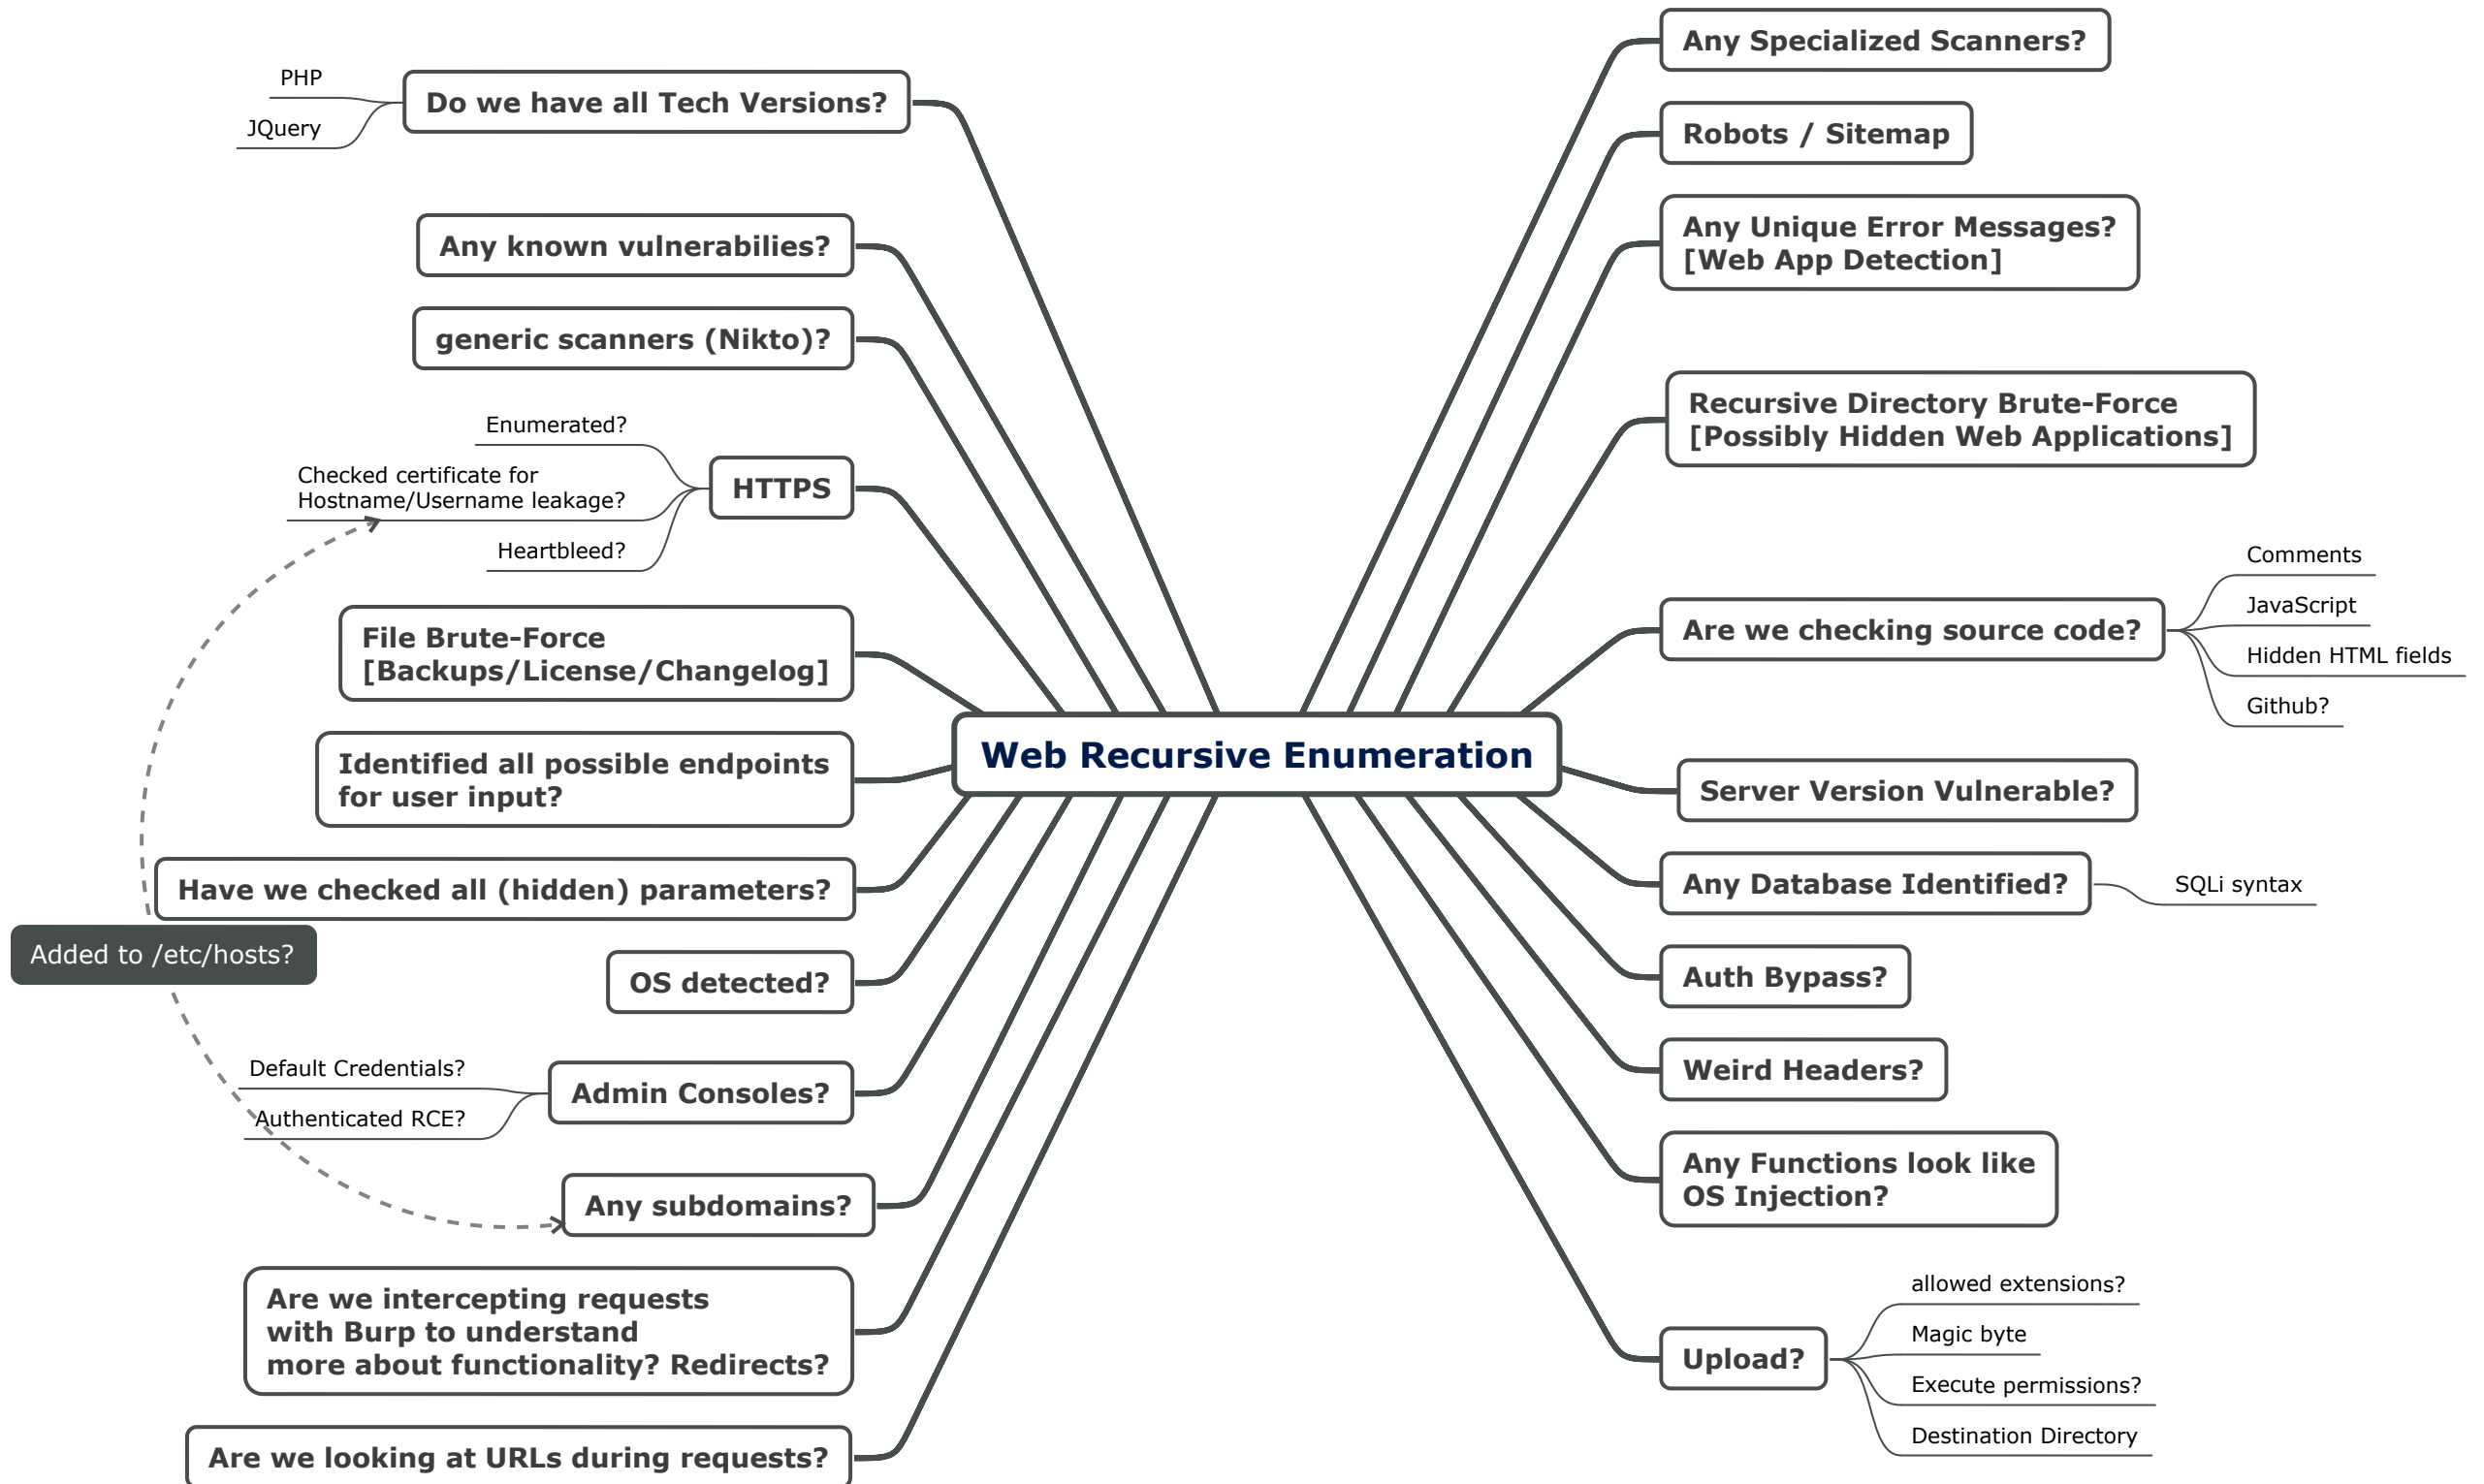 Web Recursive Enumeration
Do we have all Tech Versions?
PHP
JQuery
Any known vulnerabilies?
generic scanners (Nikto)?
HTTPS
Enumerated?
Checked certificate for
Hostname/Username leakage?
Heartbleed?
File Brute-Force
[Backups/License/Changelog]
Identified all possible endpoints
for user input?
Have we checked all (hidden) parameters?
Added to /etc/hosts?
OS detected?
Admin Consoles?
Default Credentials?
Authenticated RCE?
Any subdomains?
Are we intercepting requests
with Burp to understand
more about functionality? Redirects?
Are we looking at URLs during requests?
Any Specialized Scanners?
Robots / Sitemap
Any Unique Error Messages?
[Web App Detection]
Recursive Directory Brute-Force
[Possibly Hidden Web Applications]
Are we checking source code?
Comments
JavaScript
Hidden HTML fields
Github?
Server Version Vulnerable?
Any Database Identified?
SQLi syntax
Auth Bypass?
Weird Headers?
Any Functions look like
OS Injection?
Upload?
allowed extensions?
Magic byte
Execute permissions?
Destination Directory